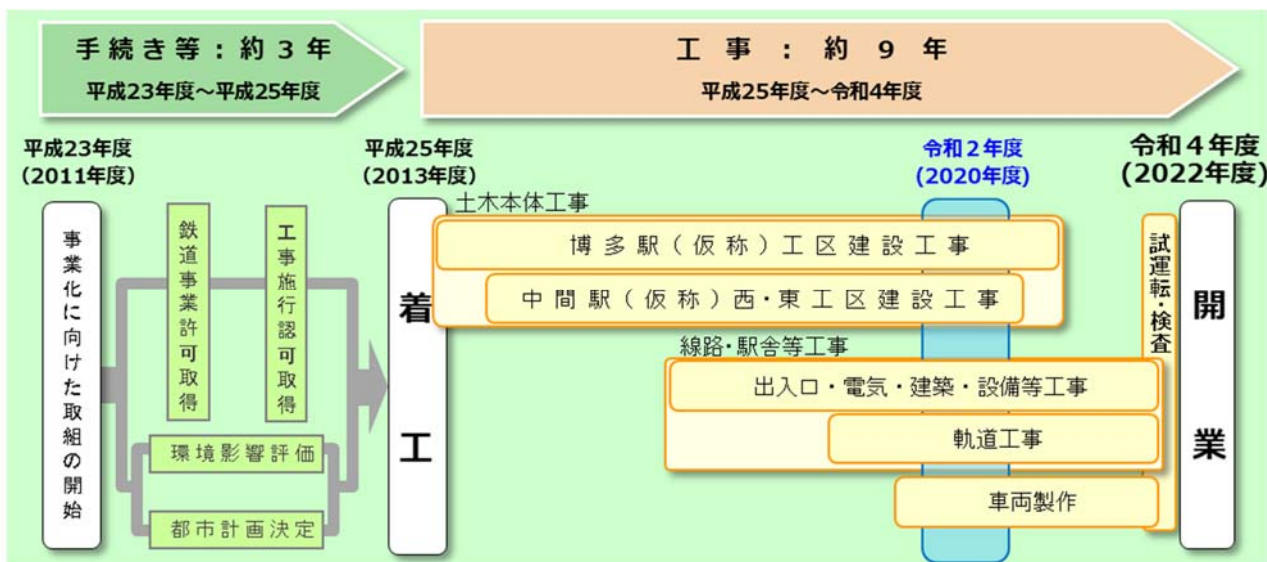 手続き等：約3年
平成23年度～平成25年度
工事：約9年
平成25年度～令和4年度
平成23年度
(2011年度)
平成25年度
(2013年度)
令和２年度
(2020年度)
令和４年度
(2022年度)
事業化に向けた取組の開始
鉄道事業許可取得
工事施行認可取得
環境影響評価
都市計画決定
着工
土木本体工事
博多駅（仮称）工区建設工事
中間駅（仮称）西・東工区建設工事
線路・駅舎等工事
出入口・電気・建築・設備等工事
軌道工事
車両製作
試運転・検査
開業